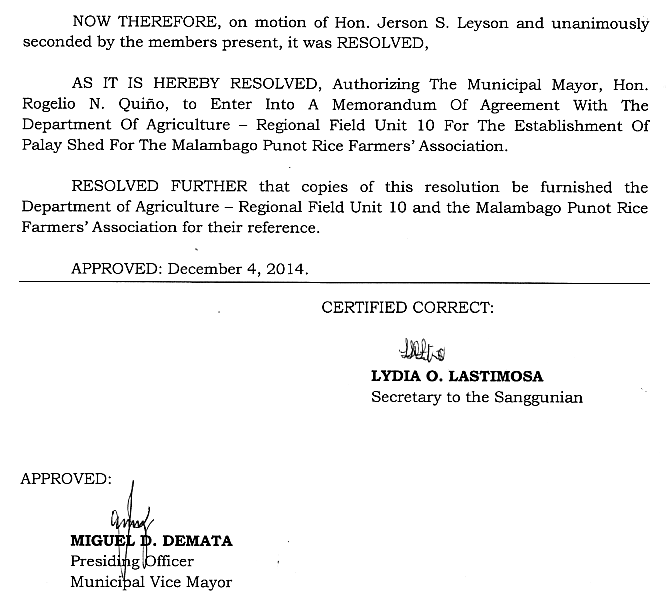 NOW THEREFORE, on motion of Hon. Jerson S. Leyson and unanimously
seconded by the members present, it was RESOLVED,
AS IT IS HEREBY RESOLVED, Authorizing The Municipal Mayor, Hon.
Rogelio N. Quiño, to Enter Into A Memorandum Of Agreement With The
Department Of Agriculture – Regional Field Unit 10 For The Establishment Of
Palay Shed For The Malambago Punot Rice Farmers' Association.
RESOLVED FURTHER that copies of this resolution be furnished the
Department of Agriculture – Regional Field Unit 10 and the Malambago Punot Rice
Farmers' Association for their reference.
APPROVED: December 4, 2014.
CERTIFIED CORRECT:
LYDIA O. LASTIMOSA
Secretary to the Sanggunian
APPROVED:
MIGUEL D. DEMATA
Presiding Officer
Municipal Vice Mayor